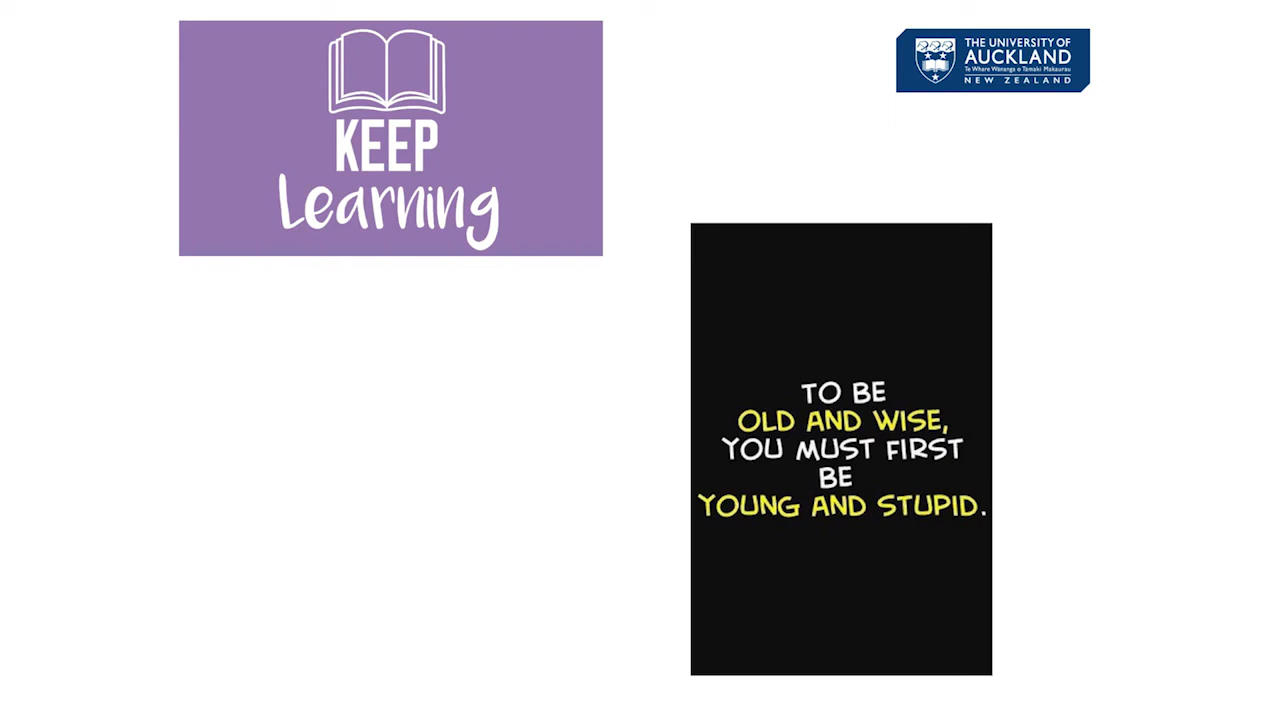 KEEP
Learning
THE UNIVERSITY OF
AUCKLAND
Te Whare Wānanga o Tāmaki Makaurau
NEW ZEALAND
TO BE
OLD AND WISE,
YOU MUST FIRST
BE
YOUNG AND STUPID.